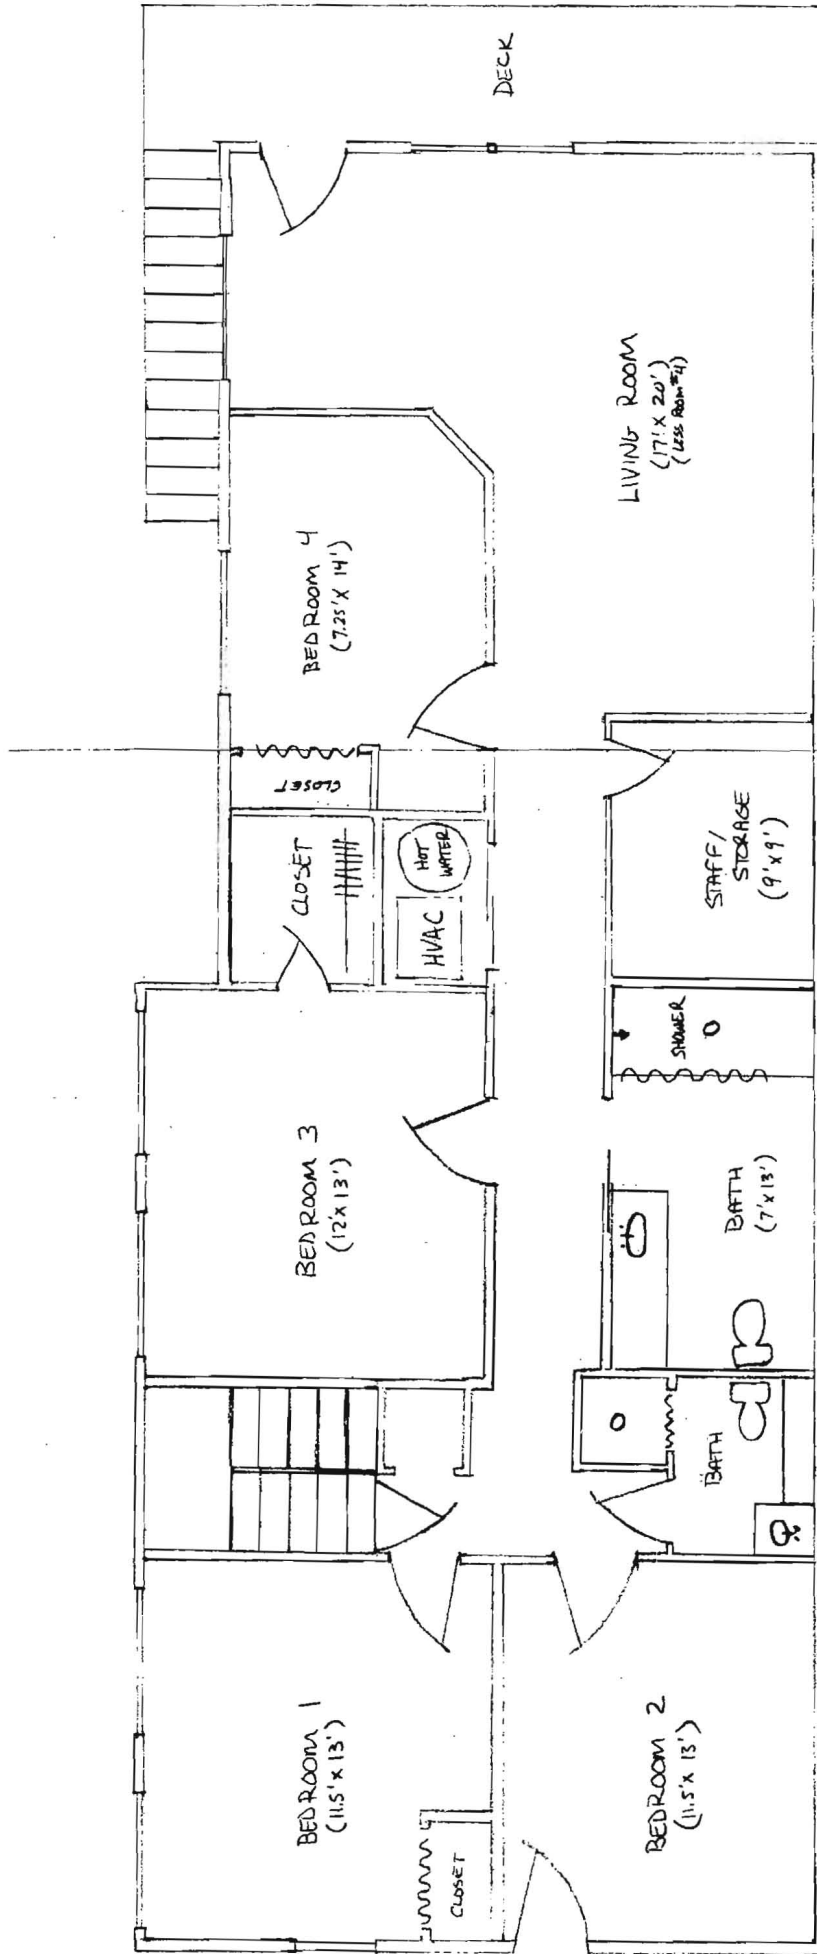 DECK
LIVING ROOM
(17' X 20')
(LESS ROOM #4)
BEDROOM 4
(7.25' X 14')
CLOSET
CLOSET
HOT
WATER
HVAC
STAFF/
STORAGE
(9' X 9')
SHOWER
BEDROOM 3
(12' X 13')
BATH
(7' X 13')
BATH
BEDROOM 1
(11.5' X 13')
CLOSET
BEDROOM 2
(11.5' X 13')